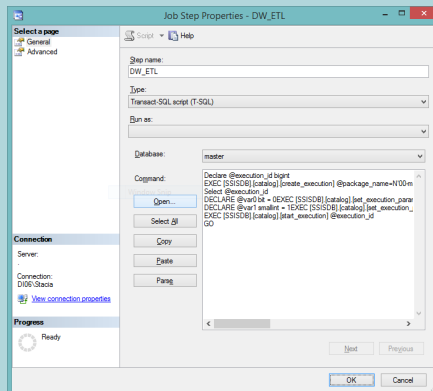 Job Step Properties - DW_ETL
Select a page
General
Advanced
Script
Help
Step name:
DW_ETL
Type:
Transact-SQL script (T-SQL)
Run as:
Database:
master
Command:
Declare @execution_id bigint
EXEC [SSISDB].[catalog].[create_execution] @package_name=N'00-m
Select @execution_id
DECLARE @var0 bit = 0EXEC [SSISDB].[catalog].[set_execution_parar
DECLARE @var1 smallint = 1EXEC [SSISDB].[catalog].[set_execution_
EXEC [SSISDB].[catalog].[start_execution] @execution_id
GO
Open...
Select All
Copy
Paste
Parse
Connection
Server:
.
Connection:
DI06\Stacia
View connection properties
Progress
Ready
Next
Previous
OK
Cancel